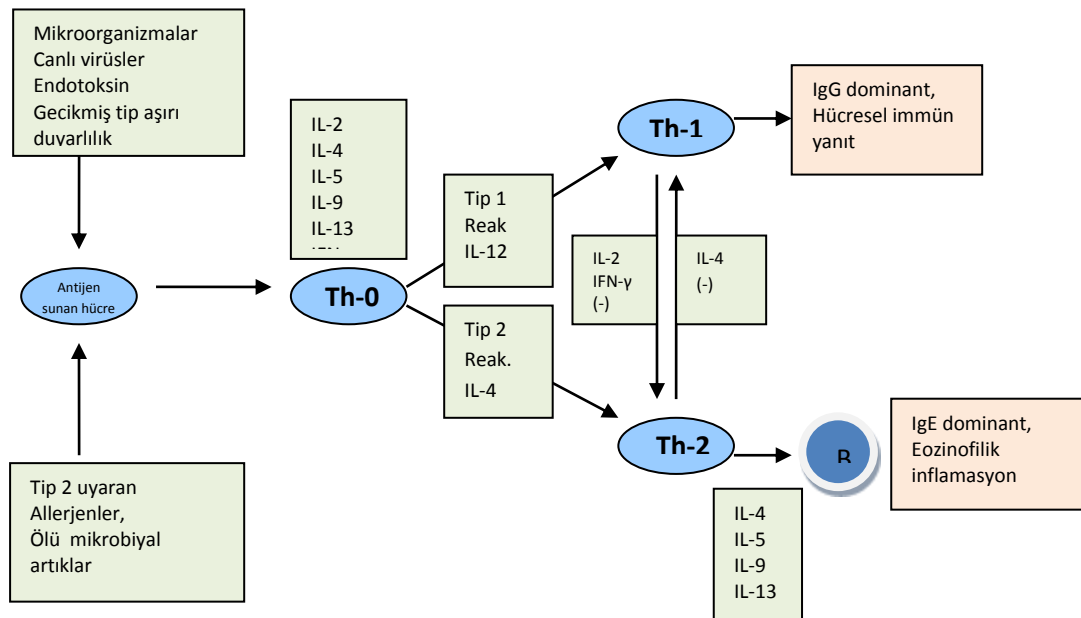 Mikroorganizmalar
Canlı virüsler
Endotoksin
Gecikmiş tip aşırı
duyarlılık
Antijen
sunan hücre
Tip 2 uyaran
Allerjenler,
Ölü mikrobiyal
artıklar
IL-2
IL-4
IL-5
IL-9
IL-13
Th-0
Tip 1
Reak
IL-12
Tip 2
Reak.
IL-4
Th-1
IL-2
IFN-γ
(-)
IL-4
(-)
Th-2
IL-4
IL-5
IL-9
IL-13
IgG dominant,
Hücresel immün
yanıt
IgE dominant,
Eozinofilik
inflamasyon